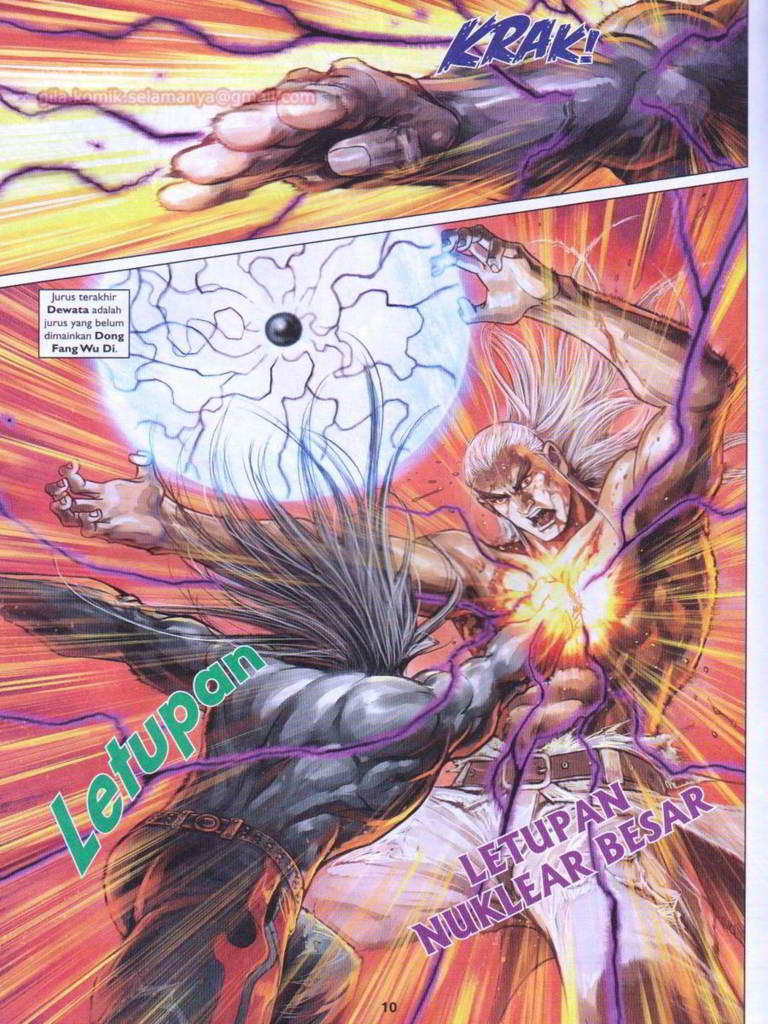 KRAK!
gila.komik.selamanya@gmail.com
Jurus terakhir
Dewata adalah
jurus yang belum
dimainkan Dong
Fang Wu Di.
Letupan
LETUPAN
NUKLEAR BESAR
10